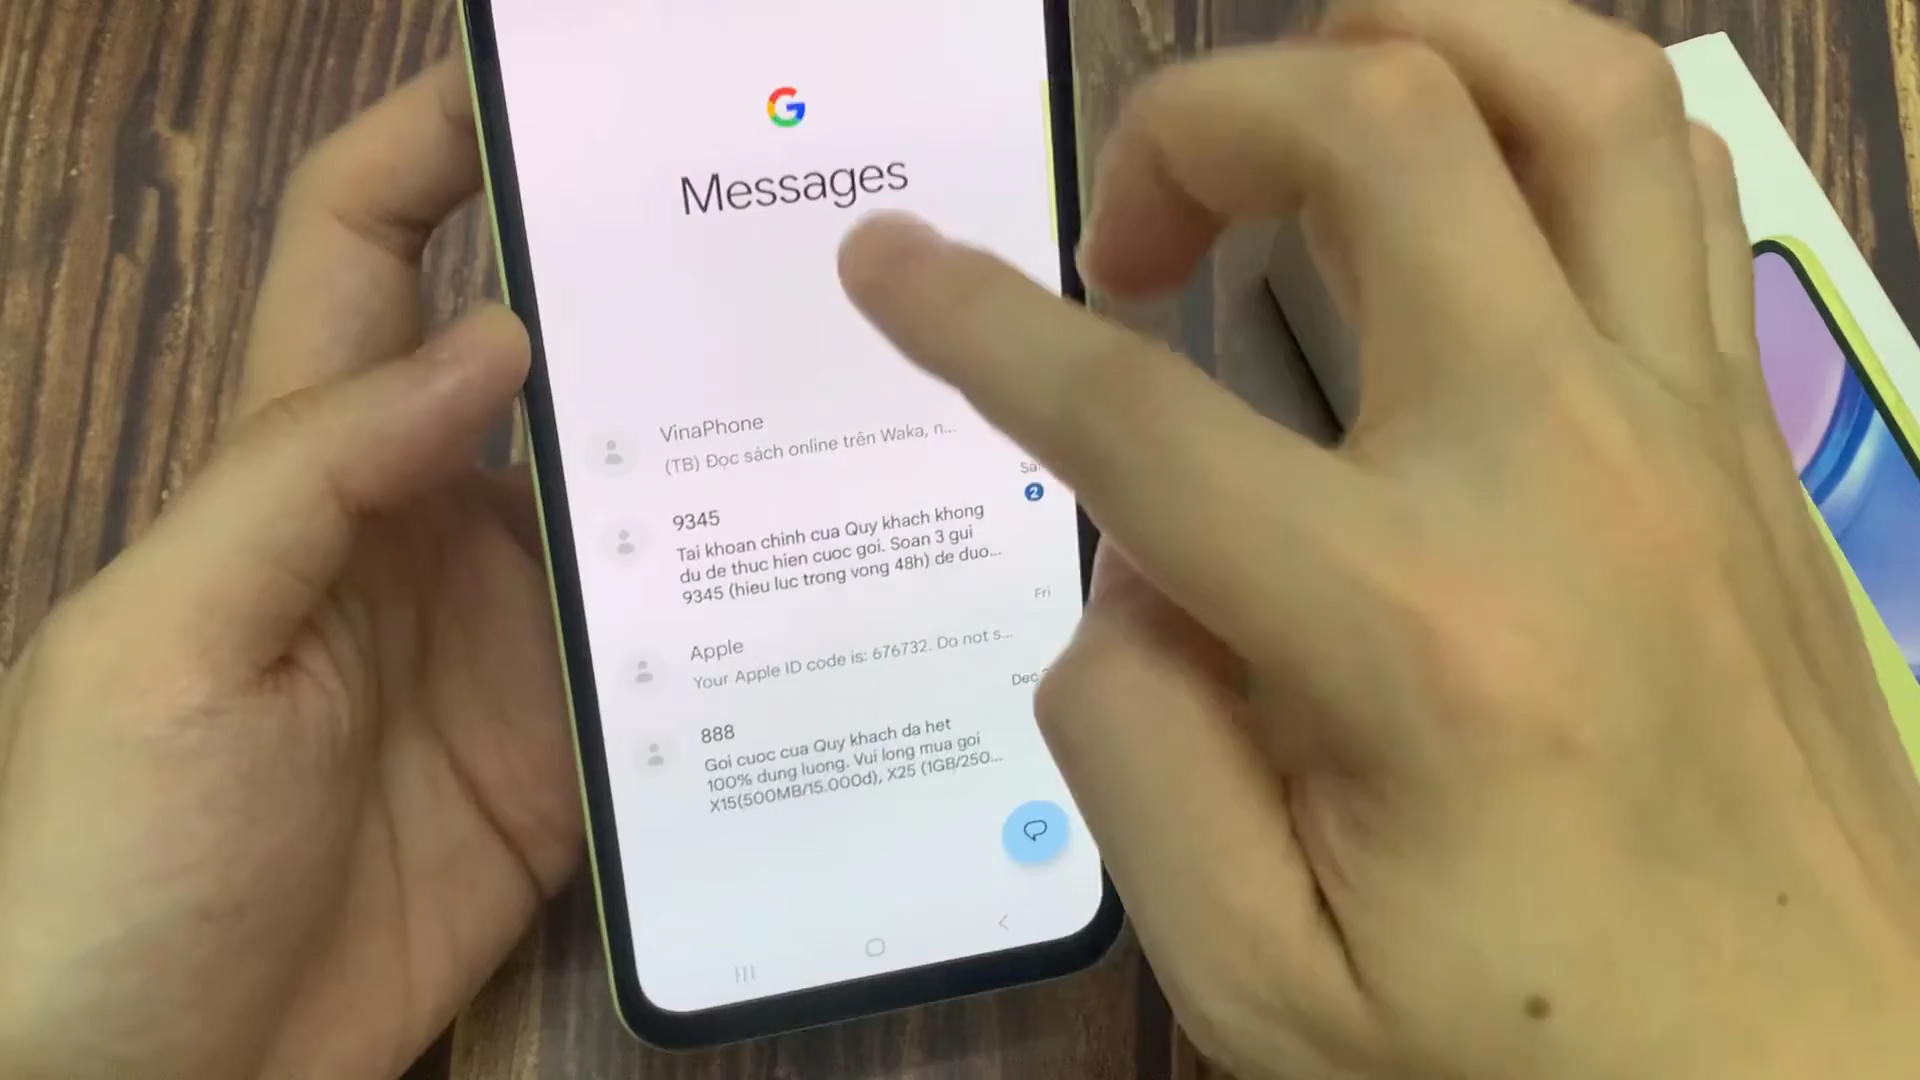 Messages
VinaPhone
(TB) Đọc sách online trên Waka, n...
9345
2
Tai khoan chinh cua Quy khach khong
du de thuc hien cuoc goi. Soan 3 gui
9345 (hieu luc trong vong 48h) de duo...
Fri
Apple
Your Apple ID code is: 676732. Do not s...
Dec
888
Goi cuoc cua Quy khach da het
100% dung luong. Vui long mua goi
X15(500MB/15.000d), X25 (1GB/250...